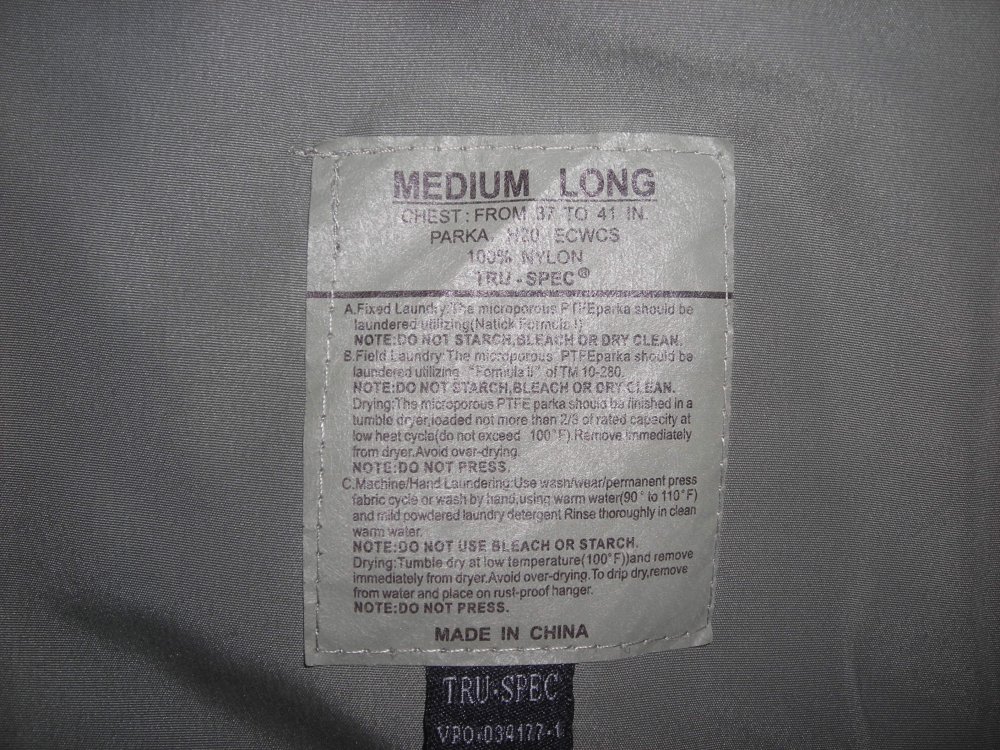 MEDIUM LONG
CHEST : FROM 37 TO 41 IN.
PARKA, H20 ECWCS
100% NYLON
TRU - SPEC®
A.Fixed Laundry:The microporous PTFEparka should be
laundered utilizing(Natick Formula I)
NOTE:DO NOT STARCH,BLEACH OR DRY CLEAN.
B.Field Laundry:The microporous PTFEparka should be
laundered utilizing "Formula II" of TM 10-280.
NOTE:DO NOT STARCH,BLEACH OR DRY CLEAN.
Drying:The microporous PTFE parka should be finished in a
tumble dryer,loaded not more than 2/3 of rated capacity at
low heat cycle(do not exceed 100°F).Remove immediately
from dryer.Avoid over-drying.
NOTE:DO NOT PRESS.
C.Machine/Hand Laundering:Use wash/wear/permanent press
fabric cycle or wash by hand,using warm water(90° to 110°F)
and mild powdered laundry detergent Rinse thoroughly in clean
warm water.
NOTE:DO NOT USE BLEACH OR STARCH.
Drying:Tumble dry at low temperature(100°F))and remove
immediately from dryer.Avoid over-drying.To drip dry,remove
from water and place on rust-proof hanger.
NOTE:DO NOT PRESS.
MADE IN CHINA
TRU-SPEC
VPO-034177-1